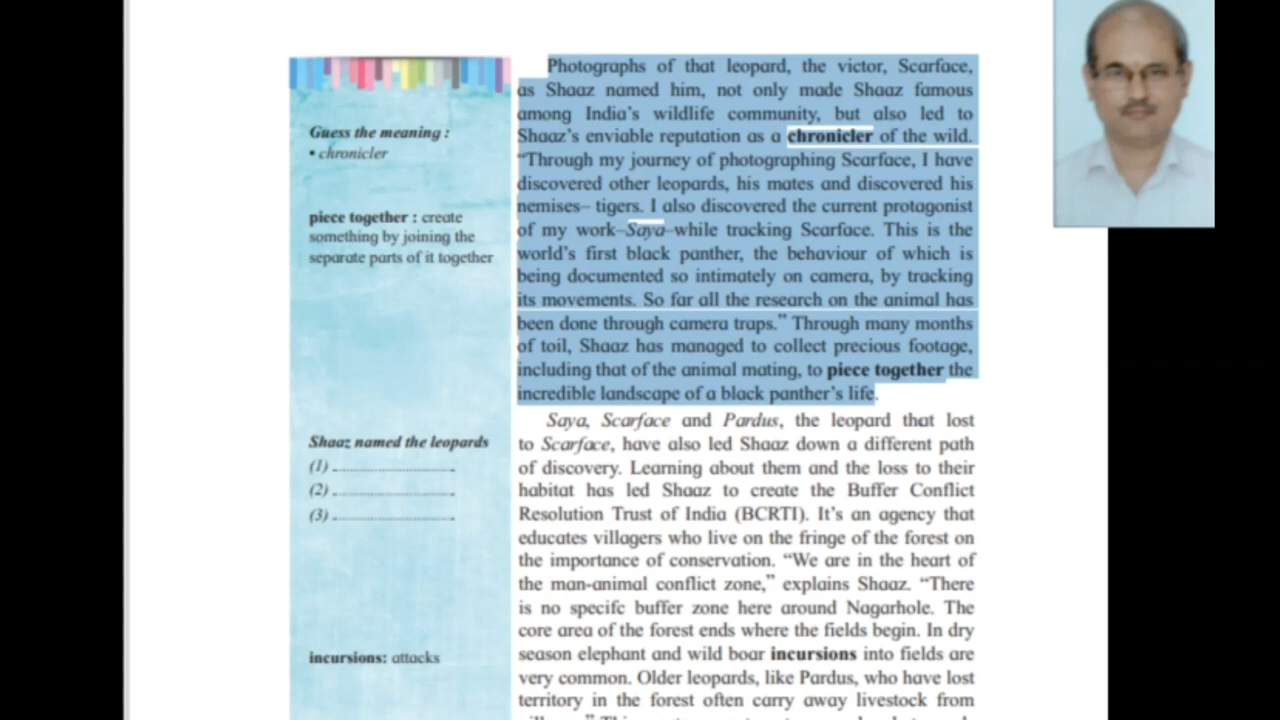 Guess the meaning :
• chronicler
piece together : create
something by joining the
separate parts of it together
Shaaz named the leopards
(1)
(2)
(3)
incursions: attacks
Photographs of that leopard, the victor, Scarface,
as Shaaz named him, not only made Shaaz famous
among India's wildlife community, but also led to
Shaaz's enviable reputation as a chronicler of the wild.
“Through my journey of photographing Scarface, I have
discovered other leopards, his mates and discovered his
nemises– tigers. I also discovered the current protagonist
of my work–Saya–while tracking Scarface. This is the
world's first black panther, the behaviour of which is
being documented so intimately on camera, by tracking
its movements. So far all the research on the animal has
been done through camera traps.” Through many months
of toil, Shaaz has managed to collect precious footage,
including that of the animal mating, to piece together the
incredible landscape of a black panther's life.
Saya, Scarface and Pardus, the leopard that lost
to Scarface, have also led Shaaz down a different path
of discovery. Learning about them and the loss to their
habitat has led Shaaz to create the Buffer Conflict
Resolution Trust of India (BCRTI). It's an agency that
educates villagers who live on the fringe of the forest on
the importance of conservation. “We are in the heart of
the man-animal conflict zone,” explains Shaaz. “There
is no specifc buffer zone here around Nagarhole. The
core area of the forest ends where the fields begin. In dry
season elephant and wild boar incursions into fields are
very common. Older leopards, like Pardus, who have lost
territory in the forest often carry away livestock from